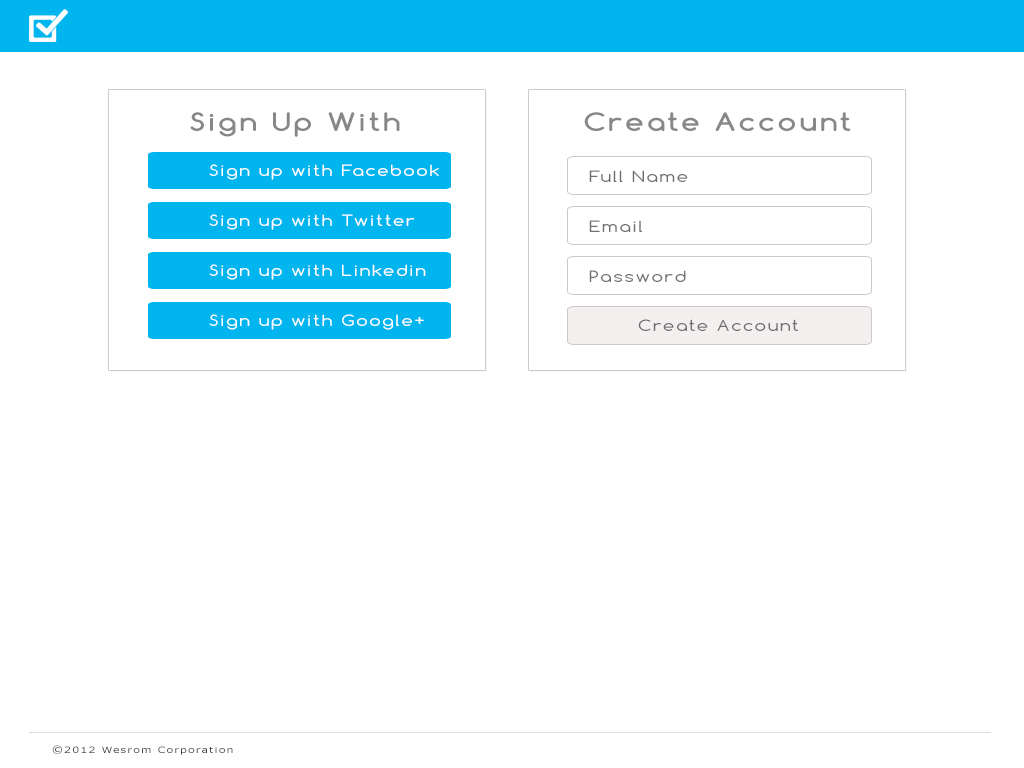 Sign Up With
Sign up with Facebook
Sign up with Twitter
Sign up with Linkedin
Sign up with Google+
Create Account
Full Name
Email
Password
Create Account
©2012 Wesrom Corporation